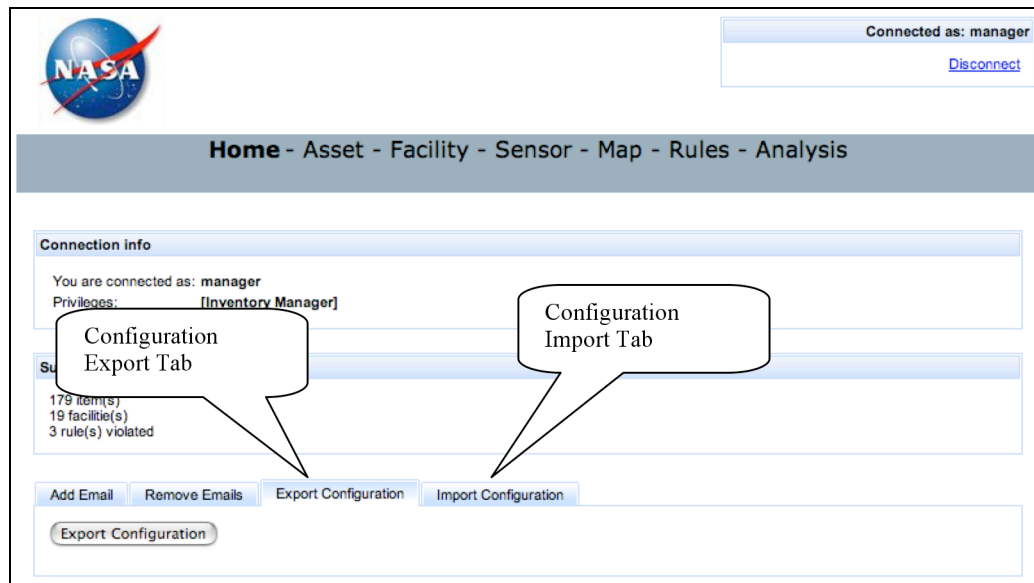 NASA
Connected as: manager
Disconnect
Home - Asset - Facility - Sensor - Map - Rules - Analysis
Connection info
You are connected as: manager
Privileges: [Inventory Manager]
Configuration
Export Tab
Configuration
Import Tab
Su
179 item(s)
19 facilitie(s)
3 rule(s) violated
Add Email Remove Emails Export Configuration Import Configuration
Export Configuration